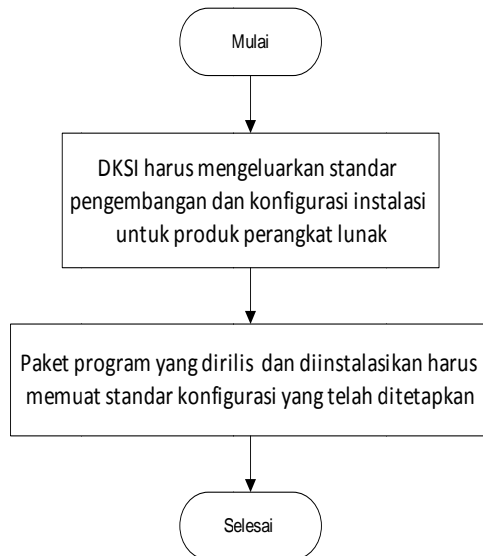 Mulai
DKSI harus mengeluarkan standar
pengembangan dan konfigurasi instalasi
untuk produk perangkat lunak
Paket program yang dirilis dan diinstalasikan harus
memuat standar konfigurasi yang telah ditetapkan
Selesai